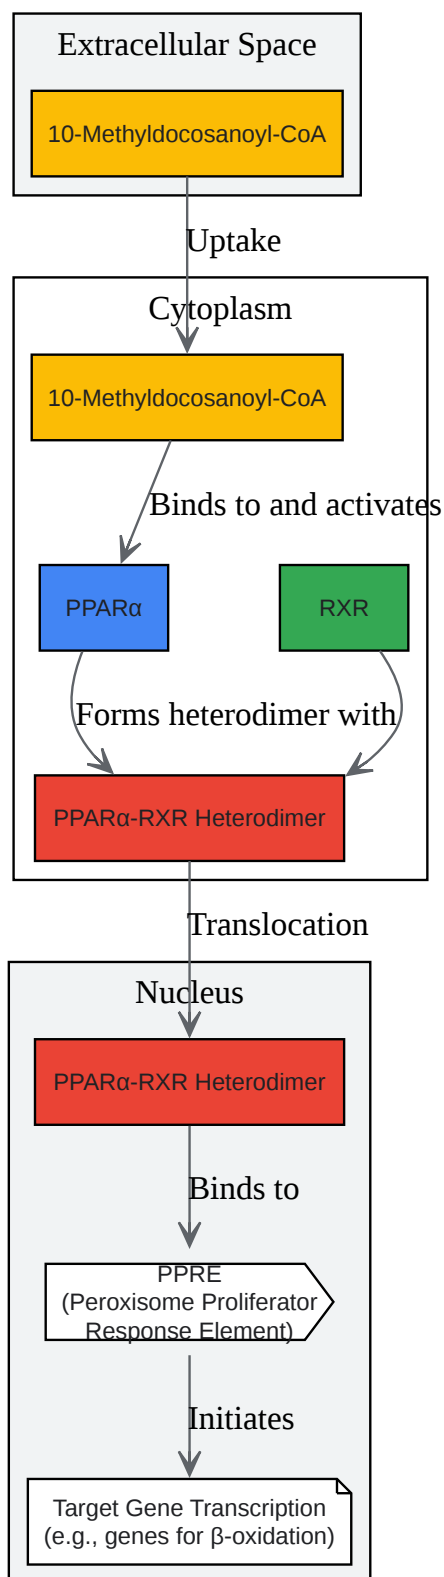 Extracellular Space
10-Methyldocosanoyl-CoA
Uptake
Cytoplasm
10-Methyldocosanoyl-CoA
Binds to and activates
PPARα
RXR
Forms heterodimer with
PPARα-RXR Heterodimer
Translocation
Nucleus
PPARα-RXR Heterodimer
Binds to
PPRE
(Peroxisome Proliferator
Response Element)
Initiates
Target Gene Transcription
(e.g., genes for β-oxidation)